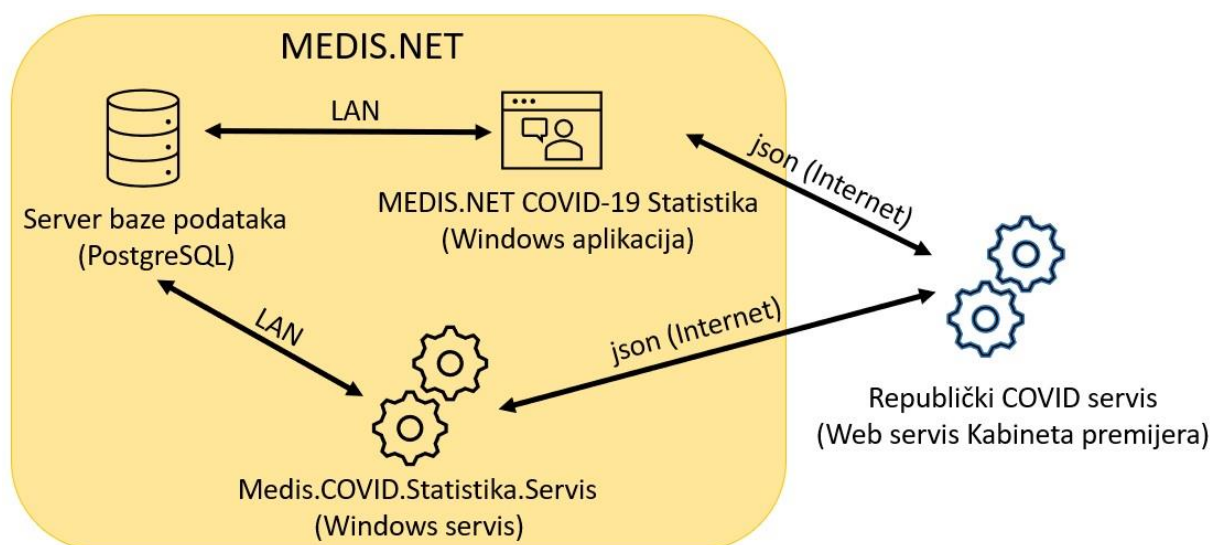 MEDIS.NET
LAN
json (Internet)
MEDIS.NET COVID-19 Statistika
(Windows aplikacija)
Server baze podataka
(PostgreSQL)
LAN
json (Internet)
Republički COVID servis
(Web servis Kabineta premijera)
Medis.COVID.Statistika.Servis
(Windows servis)